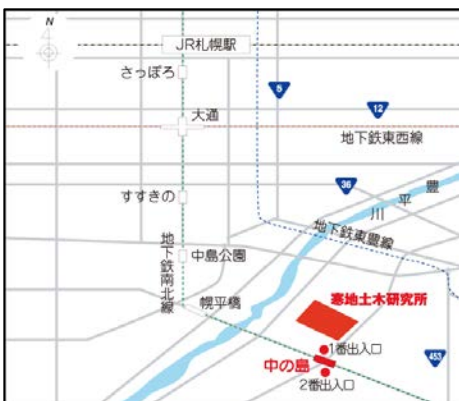 N
JR札幌駅
さっぽろ
5
12
大通
地下鉄東西線
すすきの
36
豊平川
地下鉄東豊線
地下鉄南北線
中島公園
幌平橋
寒地土木研究所
1番出入口
中の島
453
2番出入口